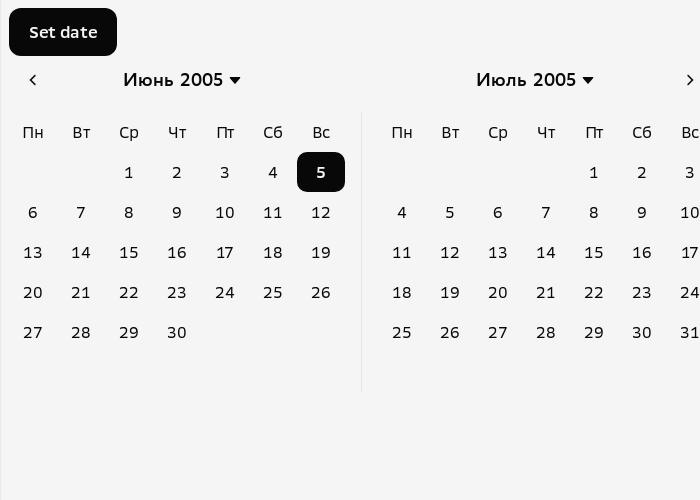 Set date
Июнь 2005 Июль 2005
Пн Вт Ср Чт Пт Сб Вс Пн Вт Ср Чт Пт Сб Вс
1 2 3 4 5 1 2 3
6 7 8 9 10 11 12 4 5 6 7 8 9 10
13 14 15 16 17 18 19 11 12 13 14 15 16 17
20 21 22 23 24 25 26 18 19 20 21 22 23 24
27 28 29 30 25 26 27 28 29 30 31